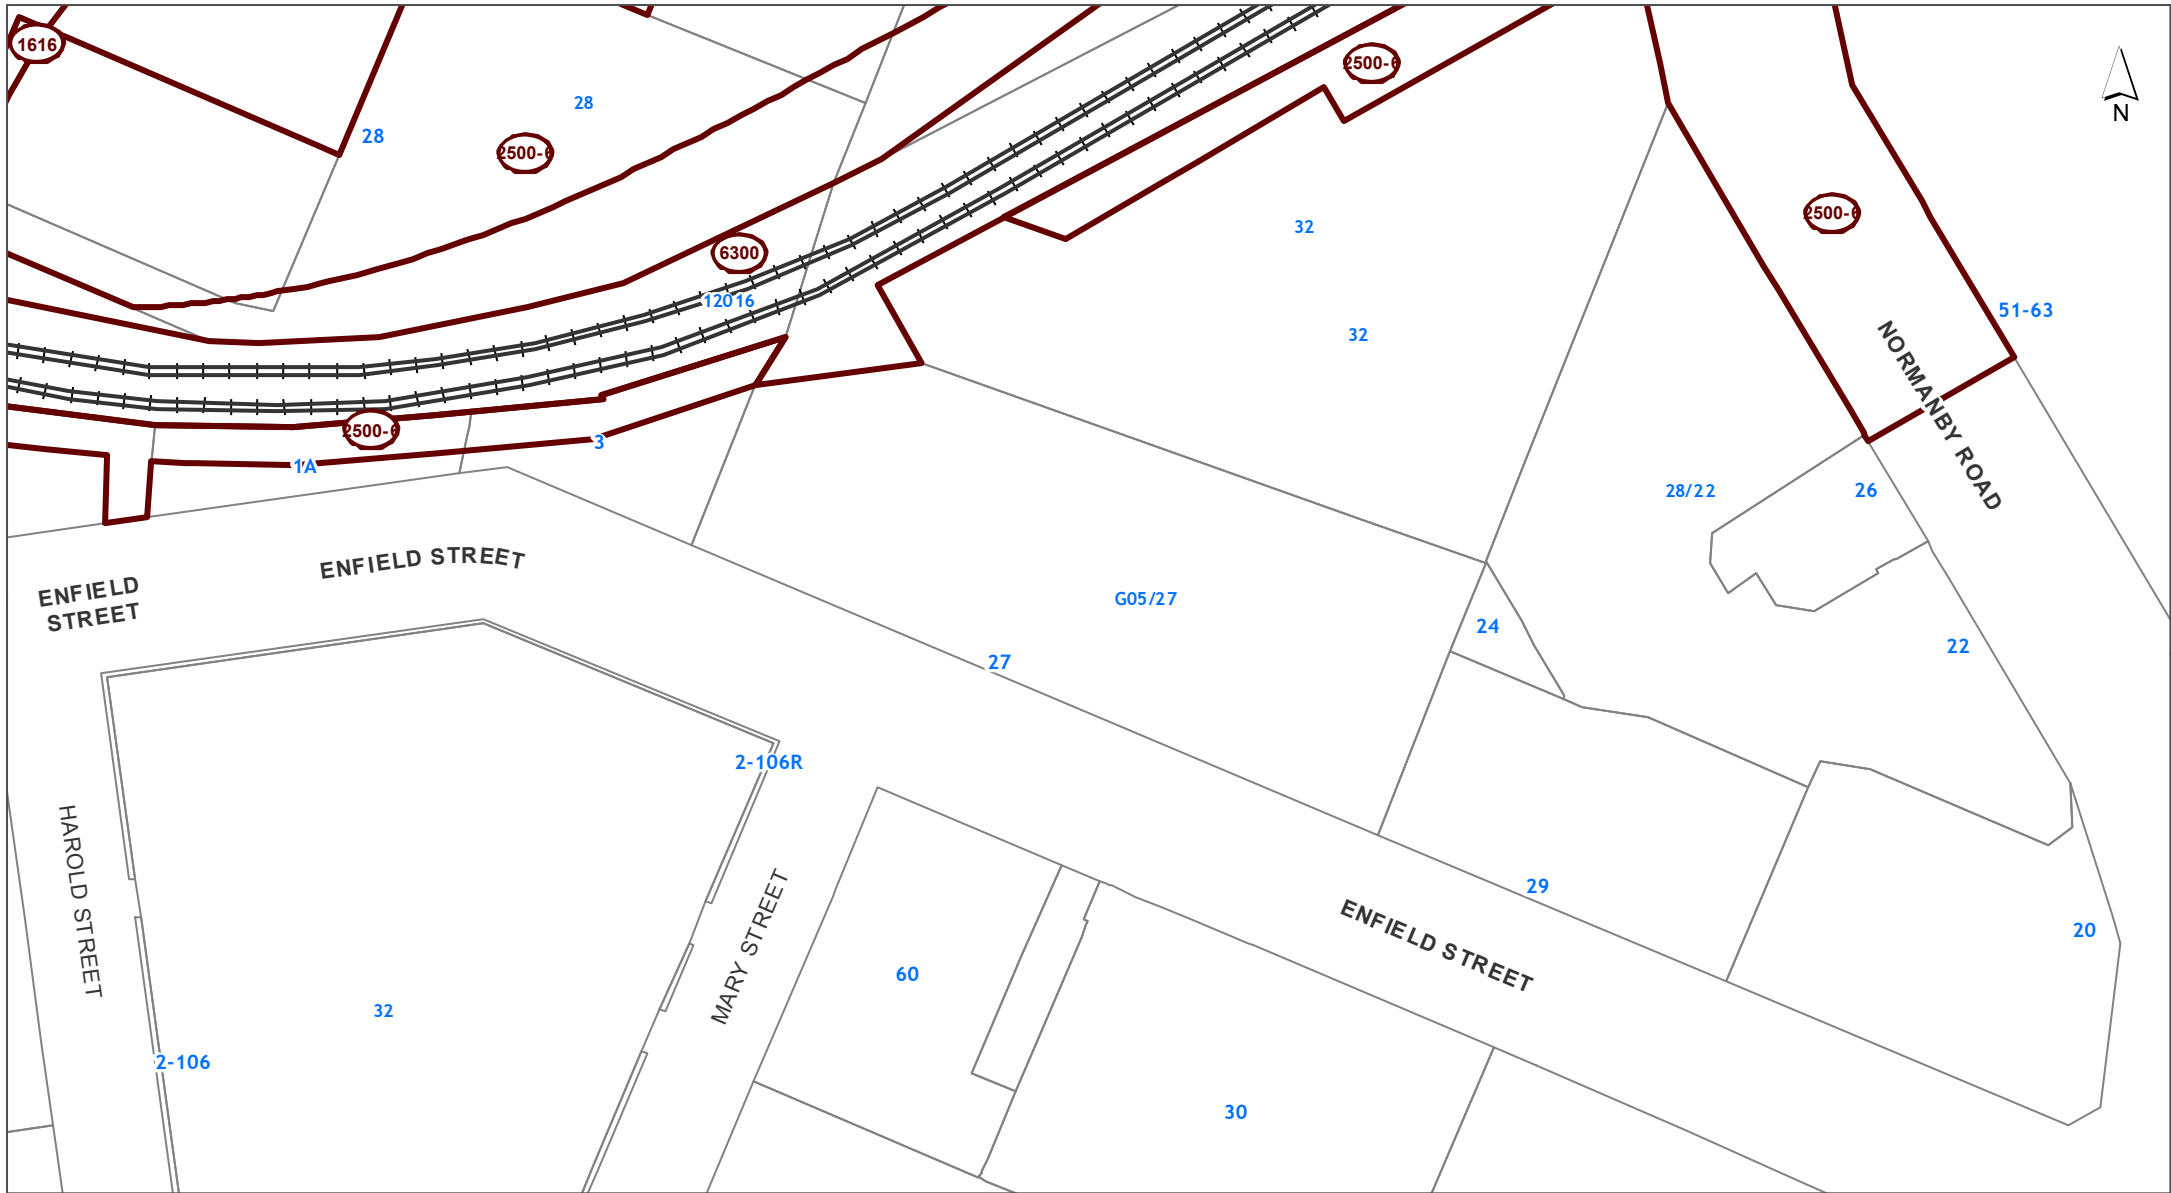 1616
2500-6
28
28
2500-6
N
2500-6
32
6300
12016
51-63
32
2500-6
3
1A
NORMANBY ROAD
28/22
26
ENFIELD STREET
ENFIELD
STREET
G05/27
24
22
27
2-106R
HAROLD STREET
MARY STREET
29
ENFIELD STREET
20
60
32
2-106
30